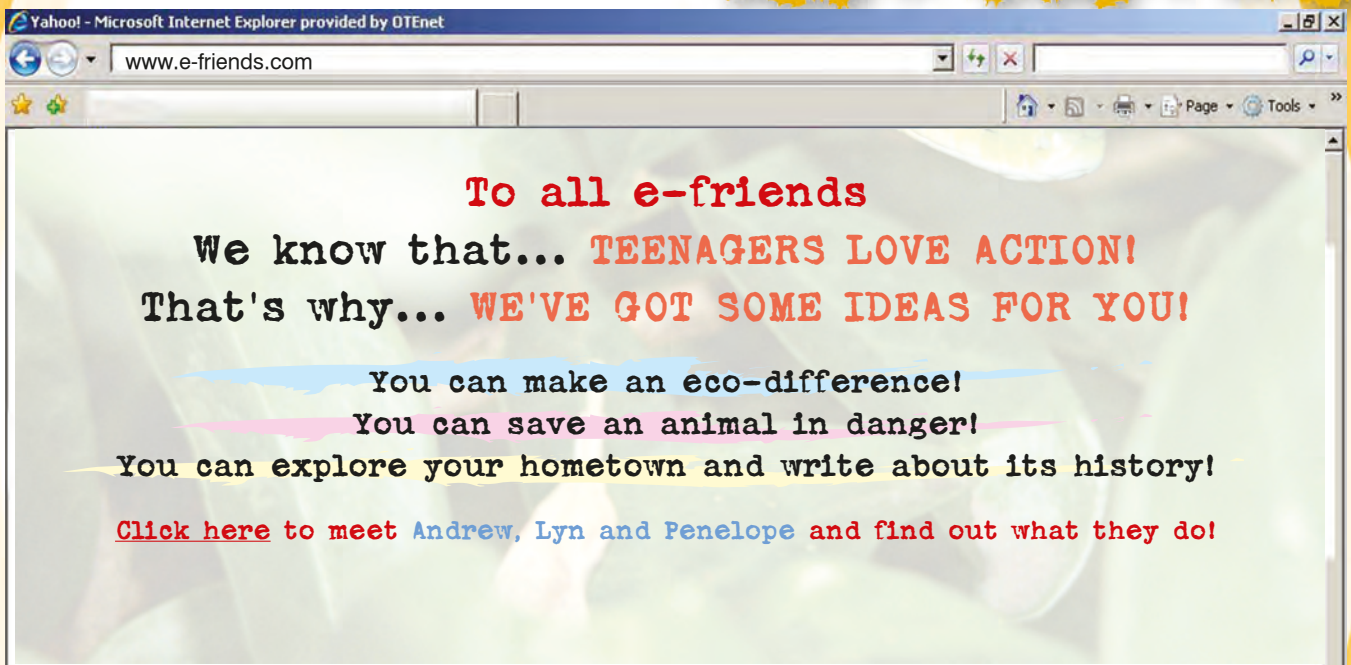 Yahoo! - Microsoft Internet Explorer provided by OTEnet
www.e-friends.com
Page Tools
To all e-friends
We know that... TEENAGERS LOVE ACTION!
That's why... WE'VE GOT SOME IDEAS FOR YOU!
You can make an eco-difference!
You can save an animal in danger!
You can explore your hometown and write about its history!
Click here to meet Andrew, Lyn and Penelope and find out what they do!